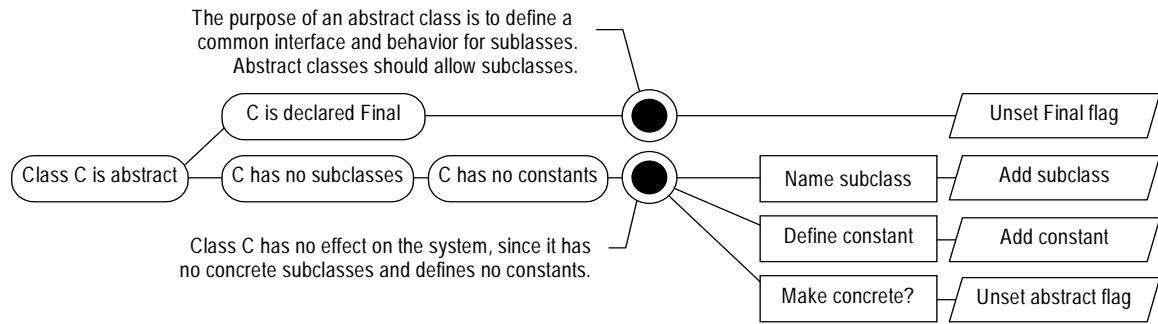 The purpose of an abstract class is to define a
common interface and behavior for sublasses.
Abstract classes should allow subclasses.
C is declared Final
Unset Final flag
Class C is abstract
C has no subclasses
C has no constants
Name subclass
Add subclass
Class C has no effect on the system, since it has
no concrete subclasses and defines no constants.
Define constant
Add constant
Make concrete?
Unset abstract flag